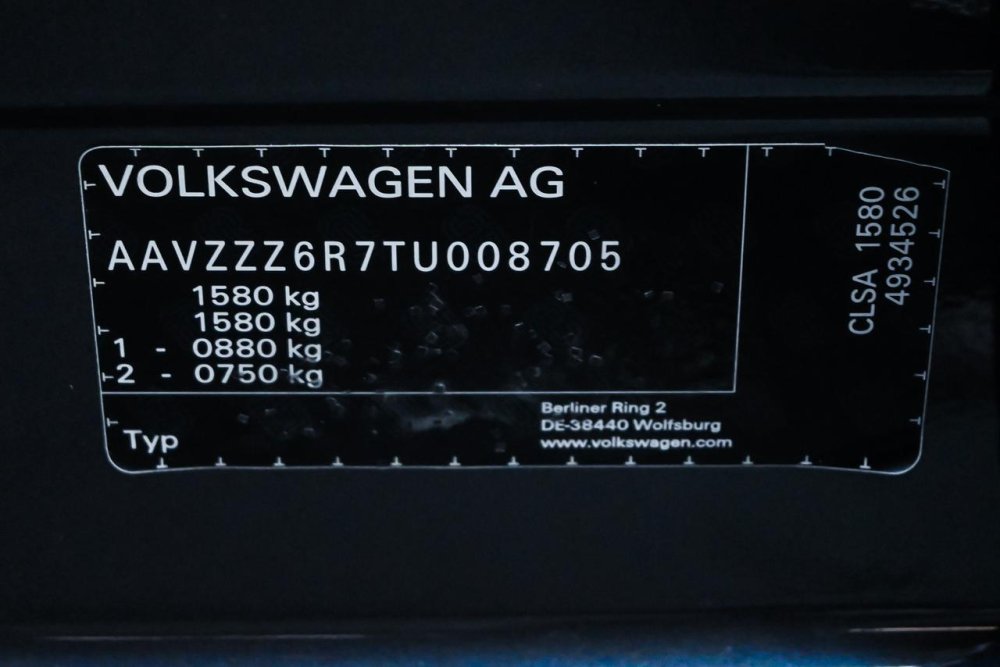 VOLKSWAGEN AG
AAVZZZ6R7TU008705
1580 kg
1580 kg
1 - 0880 kg
2 - 0750 kg
Typ
Berliner Ring 2
DE-38440 Wolfsburg
www.volkswagen.com
CLSA 1580
4934526